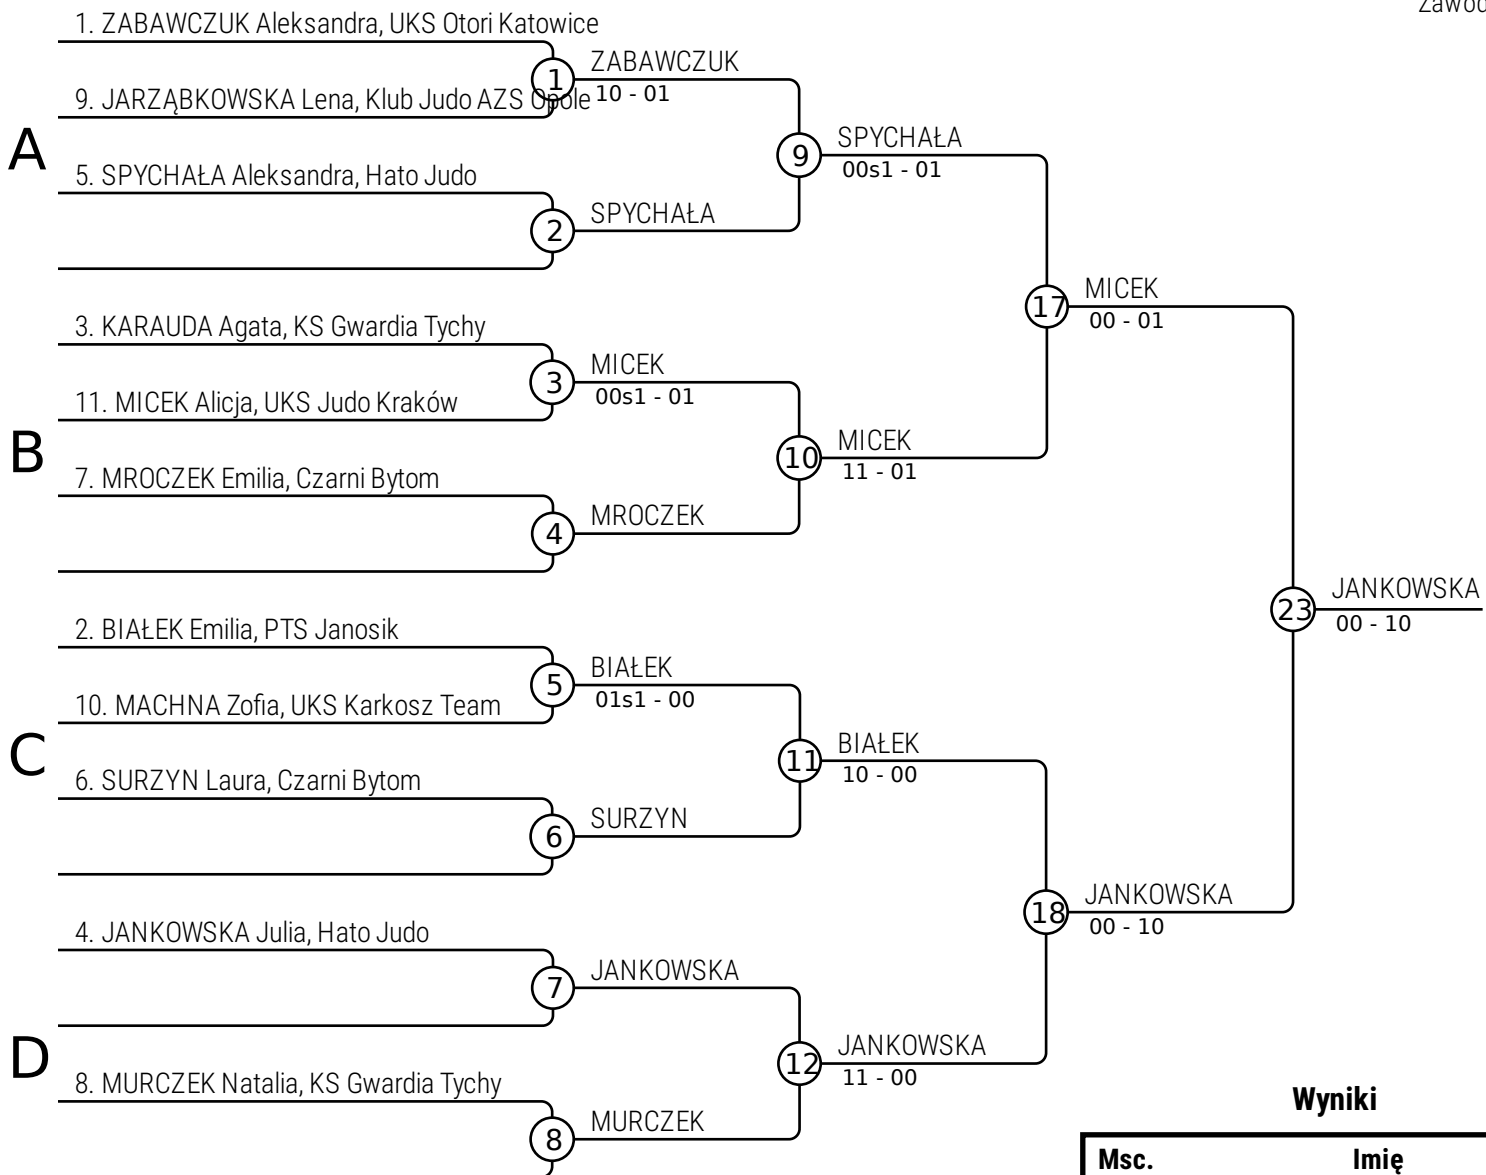 1. ZABAWCZUK Aleksandra, UKS Otori Katowice
1
ZABAWCZUK
10 - 01
9. JARZĄBKOWSKA Lena, Klub Judo AZS Opole
A
9
SPYCHAŁA
00s1 - 01
5. SPYCHAŁA Aleksandra, Hato Judo
2
SPYCHAŁA
17
MICEK
00 - 01
3. KARAUDA Agata, KS Gwardia Tychy
3
MICEK
00s1 - 01
11. MICEK Alicja, UKS Judo Kraków
B
10
MICEK
11 - 01
7. MROCZEK Emilia, Czarni Bytom
4
MROCZEK
23
JANKOWSKA
00 - 10
2. BIAŁEK Emilia, PTS Janosik
5
BIAŁEK
01s1 - 00
10. MACHNA Zofia, UKS Karkosz Team
C
11
BIAŁEK
10 - 00
6. SURZYN Laura, Czarni Bytom
6
SURZYN
18
JANKOWSKA
00 - 10
4. JANKOWSKA Julia, Hato Judo
7
JANKOWSKA
D
12
JANKOWSKA
11 - 00
8. MURCZEK Natalia, KS Gwardia Tychy
8
MURCZEK
Wyniki
Msc. Imię